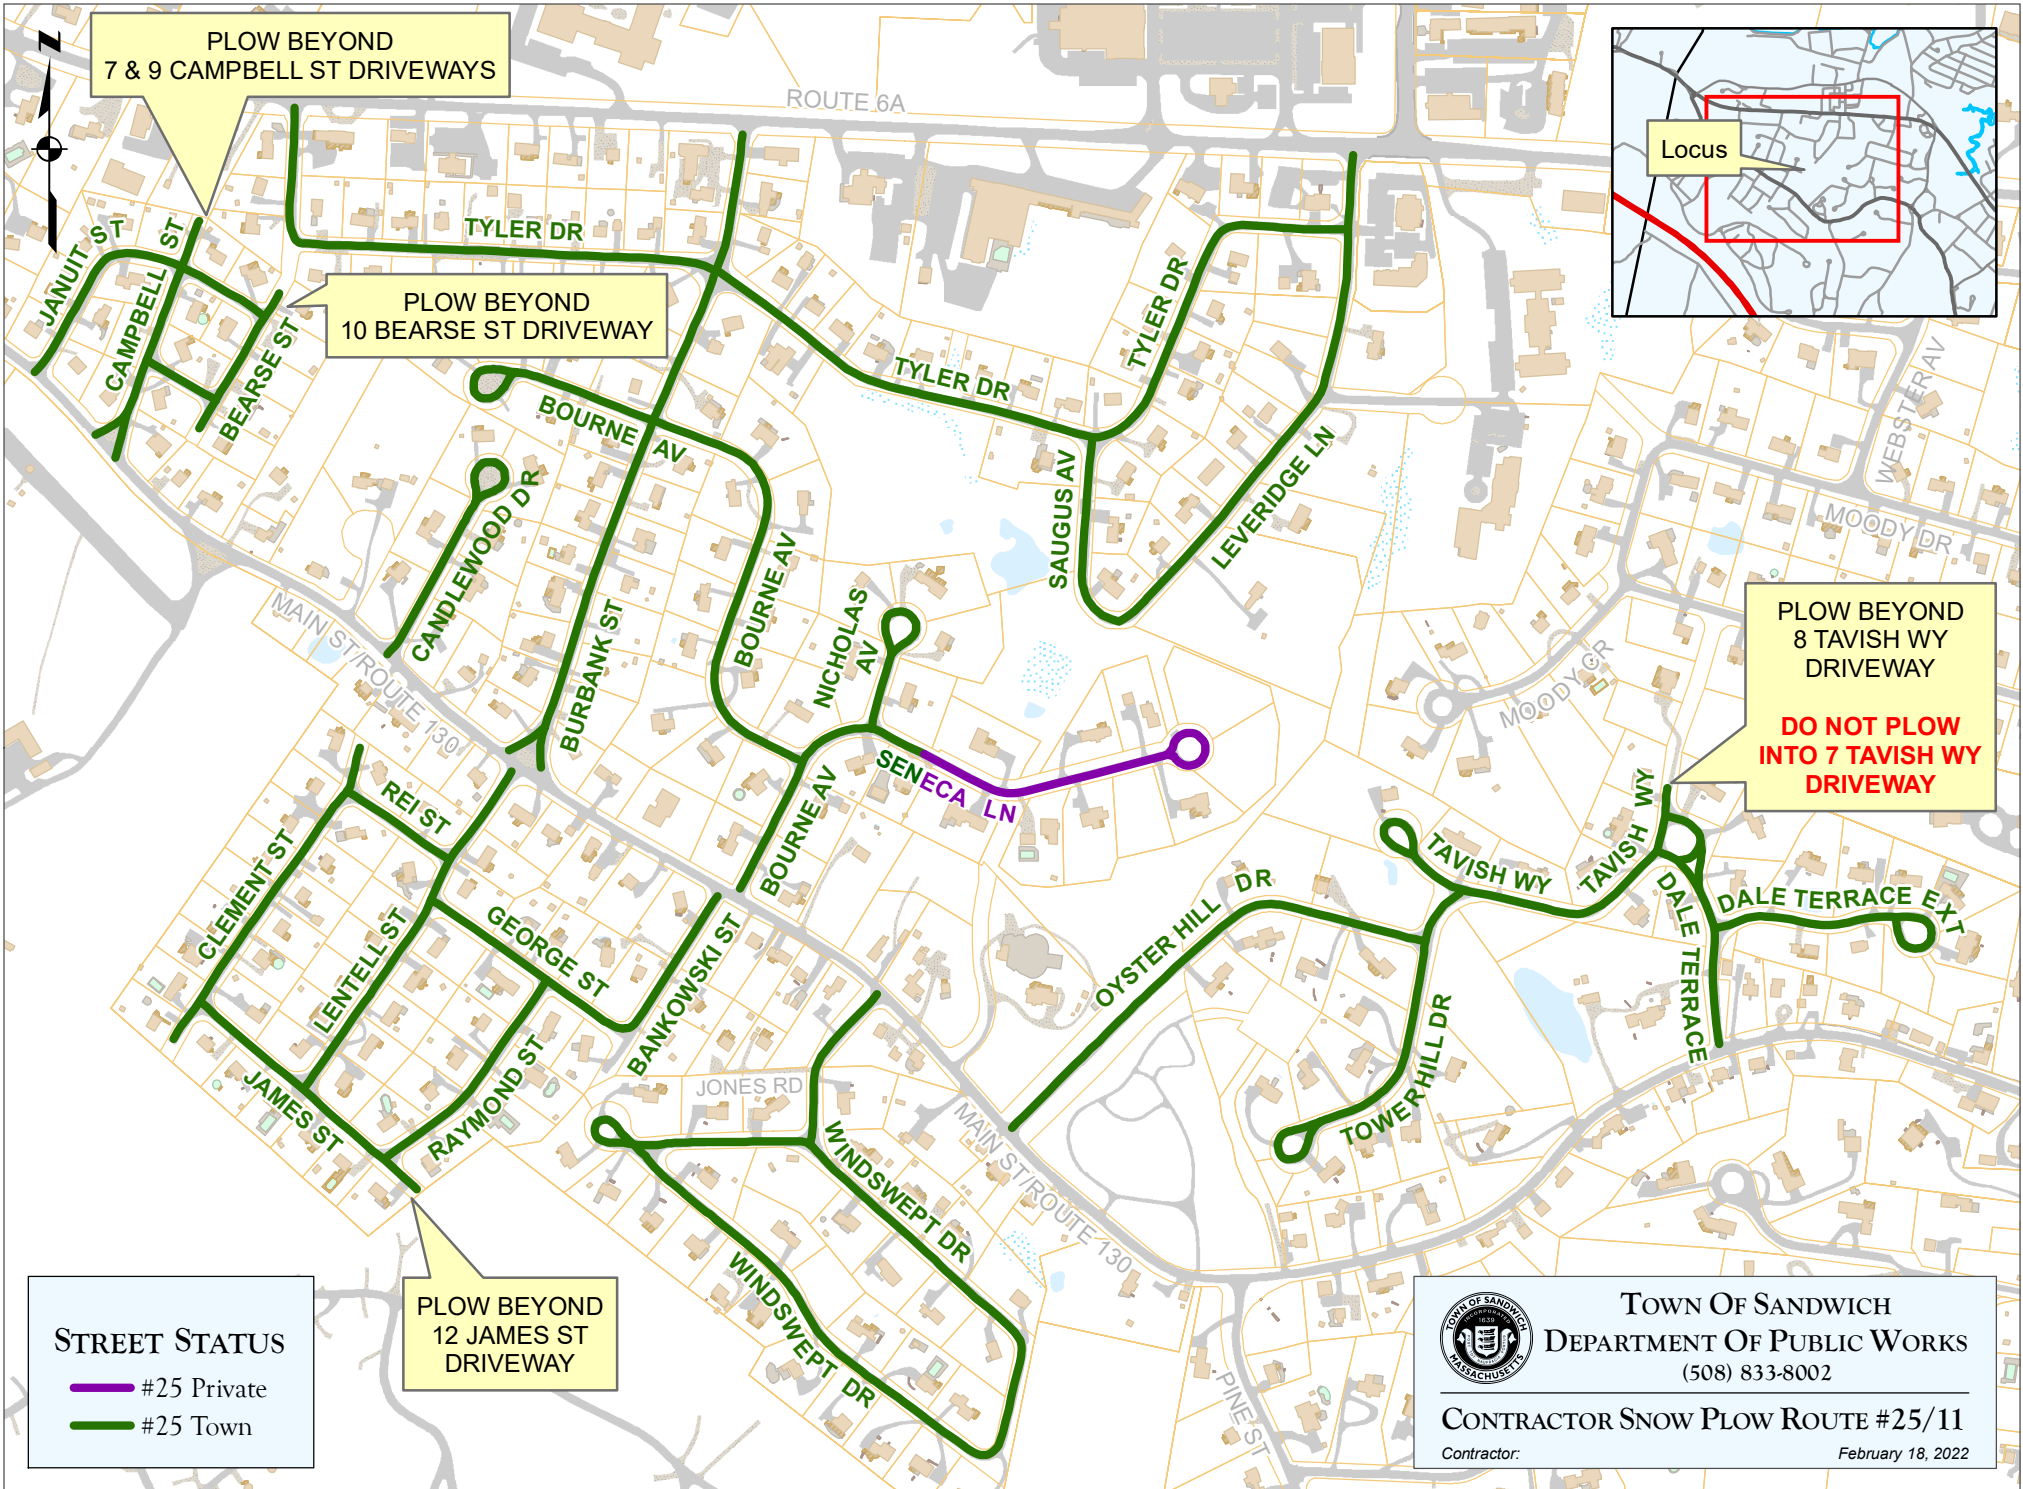 N
PLOW BEYOND
7 & 9 CAMPBELL ST DRIVEWAYS
ROUTE 6A
Locus
TYLER DR
JANUIT ST
CAMPBELL ST
BEARSE ST
PLOW BEYOND
10 BEARSE ST DRIVEWAY
TYLER DR
TYLER DR
WEBSTER AV
BOURNE AV
SAUGUS AV
LEVERIDGE LN
MOODY DR
CANDLEWOOD DR
BOURNE AV
NICHOLAS
AV
MAIN ST/ROUTE 130
BURBANK ST
MOODY CR
PLOW BEYOND
8 TAVISH WY
DRIVEWAY
DO NOT PLOW
INTO 7 TAVISH WY
DRIVEWAY
SENECA LN
REI ST
BOURNE AV
CLEMENT ST
TAVISH WY
TAVISH WY
DALE TERRACE EXT
DALE TERRACE
OYSTER HILL DR
GEORGE ST
LENTELL ST
BANKOWSKI ST
TOWER HILL DR
JAMES ST
RAYMOND ST
JONES RD
WINDSWEPT DR
MAIN ST/ROUTE 130
WINDSWEPT DR
PLOW BEYOND
12 JAMES ST
DRIVEWAY
PINE ST
STREET STATUS
#25 Private
#25 Town
TOWN OF SANDWICH
INCORPORATED
1639
MASSACHUSETTS
TOWN OF SANDWICH
DEPARTMENT OF PUBLIC WORKS
(508) 833-8002
CONTRACTOR SNOW PLOW ROUTE #25/11
Contractor:
February 18, 2022